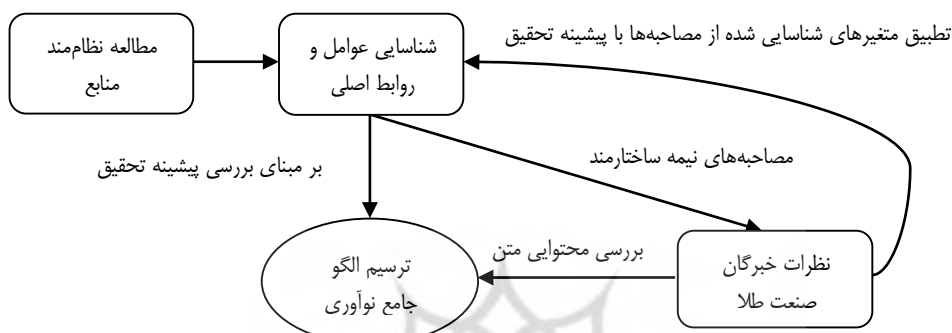 مطالعه نظام‌مند
منابع
شناسایی عوامل و
روابط اصلی
تطبیق متغیرهای شناسایی شده از مصاحبه‌ها با پیشینه تحقیق
مصاحبه‌های نیمه ساختارمند
بر مبنای بررسی پیشینه تحقیق
نظرات خبرگان
صنعت طلا
بررسی محتوایی متن
ترسیم الگو
جامع نوآوری